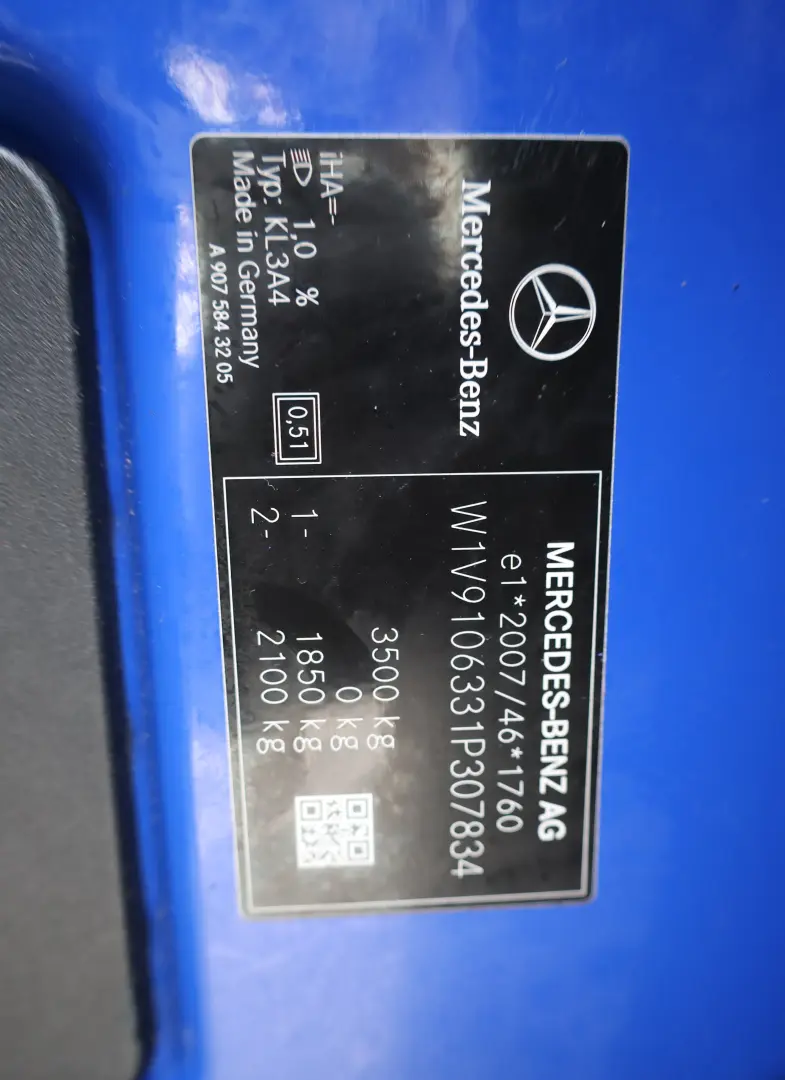 Mercedes-Benz
iHA=-
1,0 %
Typ: KL3A4
Made in Germany
A 907 584 32 05
0,51
MERCEDES-BENZ AG
e1*2007/46*1760
W1V9106331P307834
3500 kg
0 kg
1- 1850 kg
2- 2100 kg